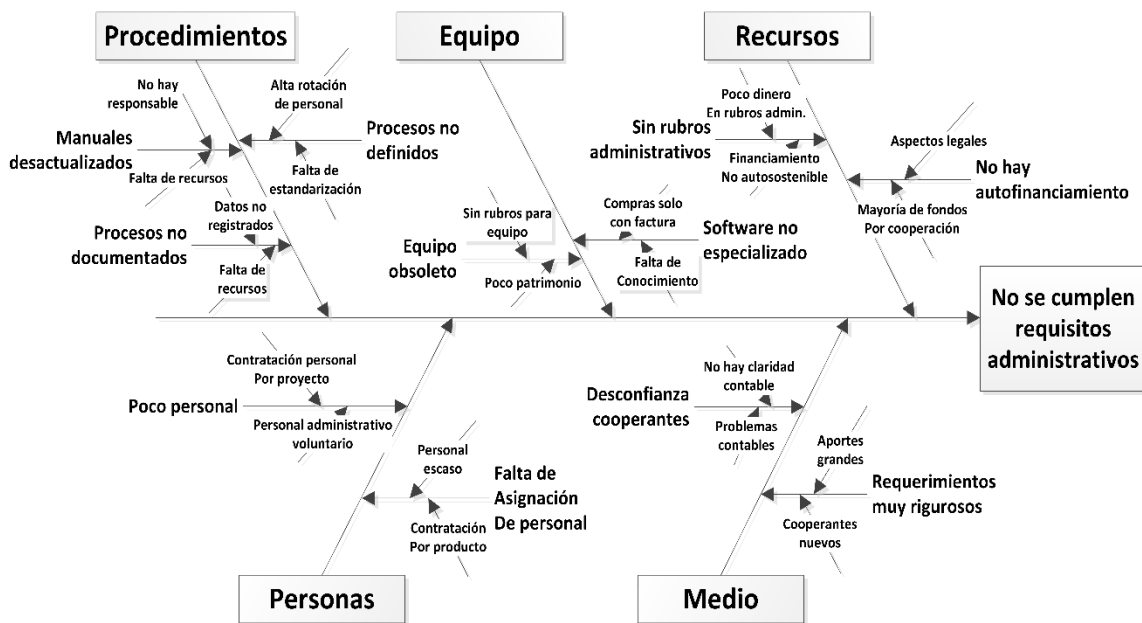 Procedimientos
Equipo
Recursos
No hay
responsable
Alta rotación
de personal
Manuales
desactualizados
Procesos no
definidos
Falta de recursos
Falta de
estandarización
Datos no
registrados
Procesos no
documentados
Falta de
recursos
Sin rubros para
equipo
Equipo
obsoleto
Poco patrimonio
Compras solo
con factura
Software no
especializado
Falta de
Conocimiento
Poco dinero
En rubros admin.
Sin rubros
administrativos
Financiamiento
No autosostenible
Aspectos legales
No hay
autofinanciamiento
Mayoría de fondos
Por cooperación
No se cumplen
requisitos
administrativos
Contratación personal
Por proyecto
Poco personal
Personal administrativo
voluntario
Personal
escaso
Falta de
Asignación
De personal
Contratación
Por producto
No hay claridad
contable
Desconfianza
cooperantes
Problemas
contables
Aportes
grandes
Requerimientos
muy rigurosos
Cooperantes
nuevos
Personas
Medio